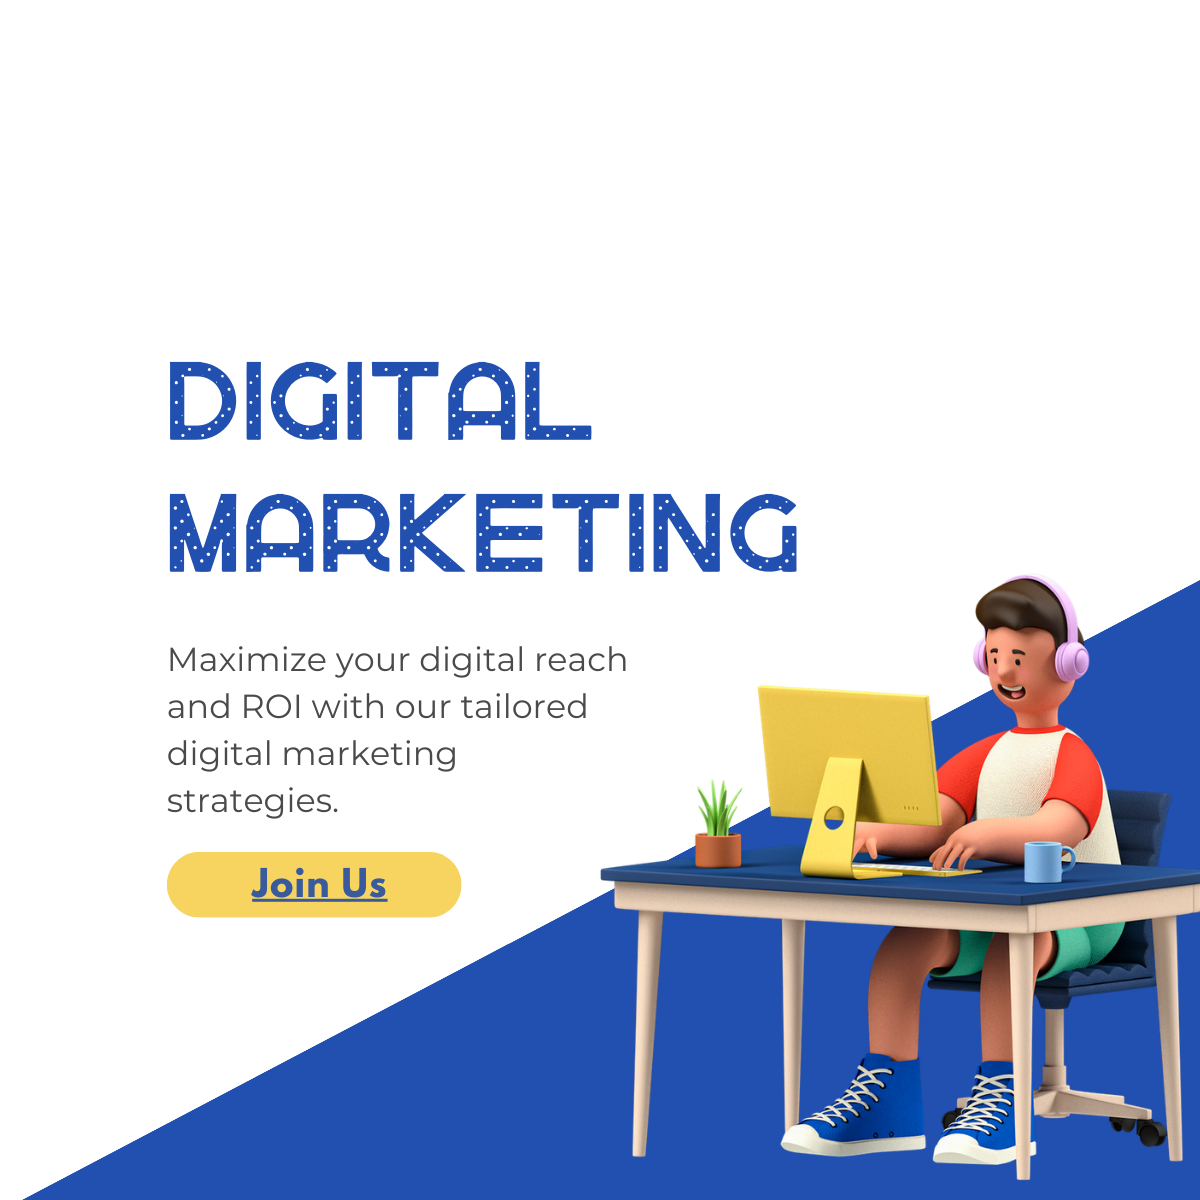 DIGITAL
MARKETING
Maximize your digital reach
and ROI with our tailored
digital marketing
strategies.
Join Us